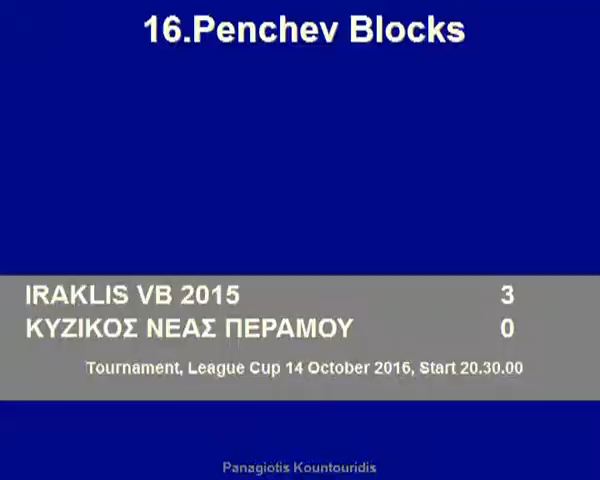 16.Penchev Blocks
IRAKLIS VB 2015 3
ΚΥΖΙΚΟΣ ΝΕΑΣ ΠΕΡΑΜΟΥ 0
Tournament, League Cup 14 October 2016, Start 20.30.00
Panagiotis Kountouridis